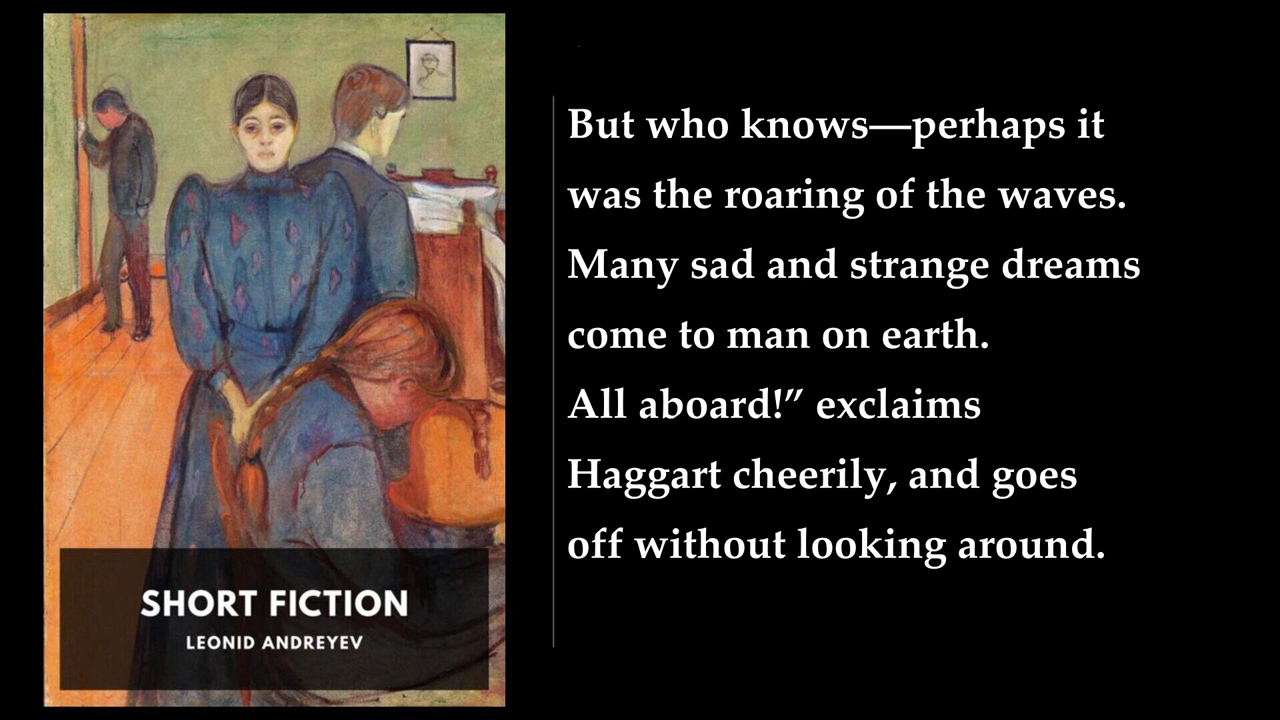 SHORT FICTION
LEONID ANDREYEV
But who knows—perhaps it
was the roaring of the waves.
Many sad and strange dreams
come to man on earth.
All aboard!” exclaims
Haggart cheerily, and goes
off without looking around.